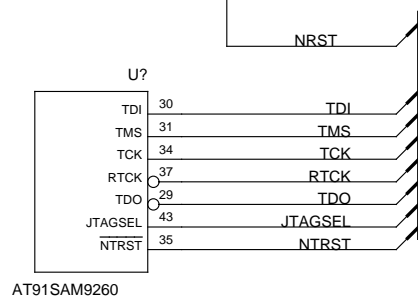 NRST
U?
TDI 30 TDI
TMS 31 TMS
TCK 34 TCK
RTCK 37 RTCK
TDO 29 TDO
JTAGSEL 43 JTAGSEL
NTRST 35 NTRST
AT91SAM9260